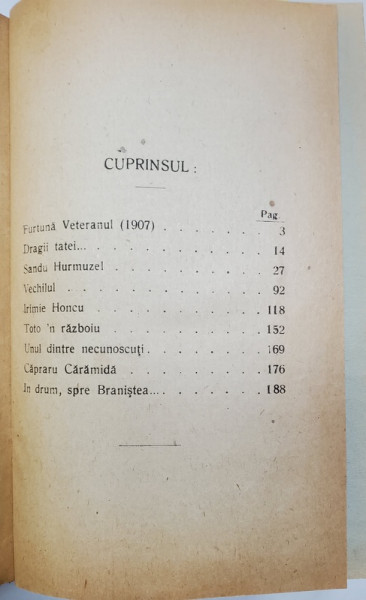 CUPRINSUL:
Pag
Furtună Veteranul (1907) . . . . . . . 3
Dragii tatei... . . . . . . . . . . 14
Sandu Hurmuzel . . . . . . . . . 27
Vechilul . . . . . . . . . . . . 92
Irimie Honcu . . . . . . . . . . 118
Toto 'n războiu . . . . . . . . . 152
Unul dintre necunoscuți . . . . . . . 169
Căpraru Cărămidă . . . . . . . . 176
In drum, spre Braniștea... . . . . . . 188